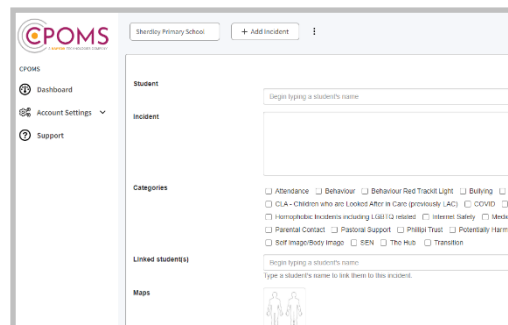 CPOMS
Sherdley Primary School
+ Add Incident
CPOMS
Dashboard
Account Settings
Support
Student
Begin typing a student's name
Incident
Categories
Attendance Behaviour Behaviour Red Trackit Light Bullying
CLA - Children who are Looked After in Care (previously LAC) COVID
Homophobic Incidents including LGBTQ related Internet Safety
Parental Contact Pastoral Support Phillipi Trust Potentially
Self Image/Body Image SEN The Hub Transition
Linked student(s)
Begin typing a student's name
Type a student's name to link them to this incident.
Maps